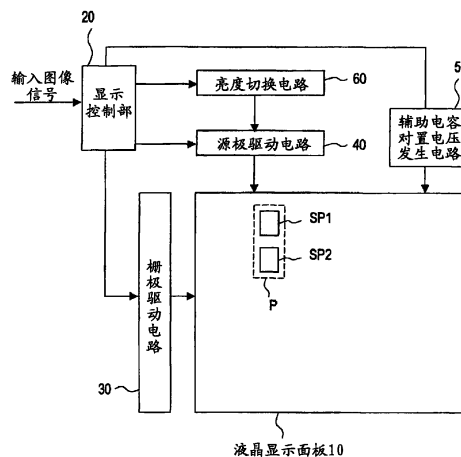 20
输入图像
信号
显示
控制部
亮度切换电路
60
源极驱动电路
40
5
辅助电容
对置电压
发生电路
SP1
SP2
P
栅极驱动电路
30
液晶显示面板10